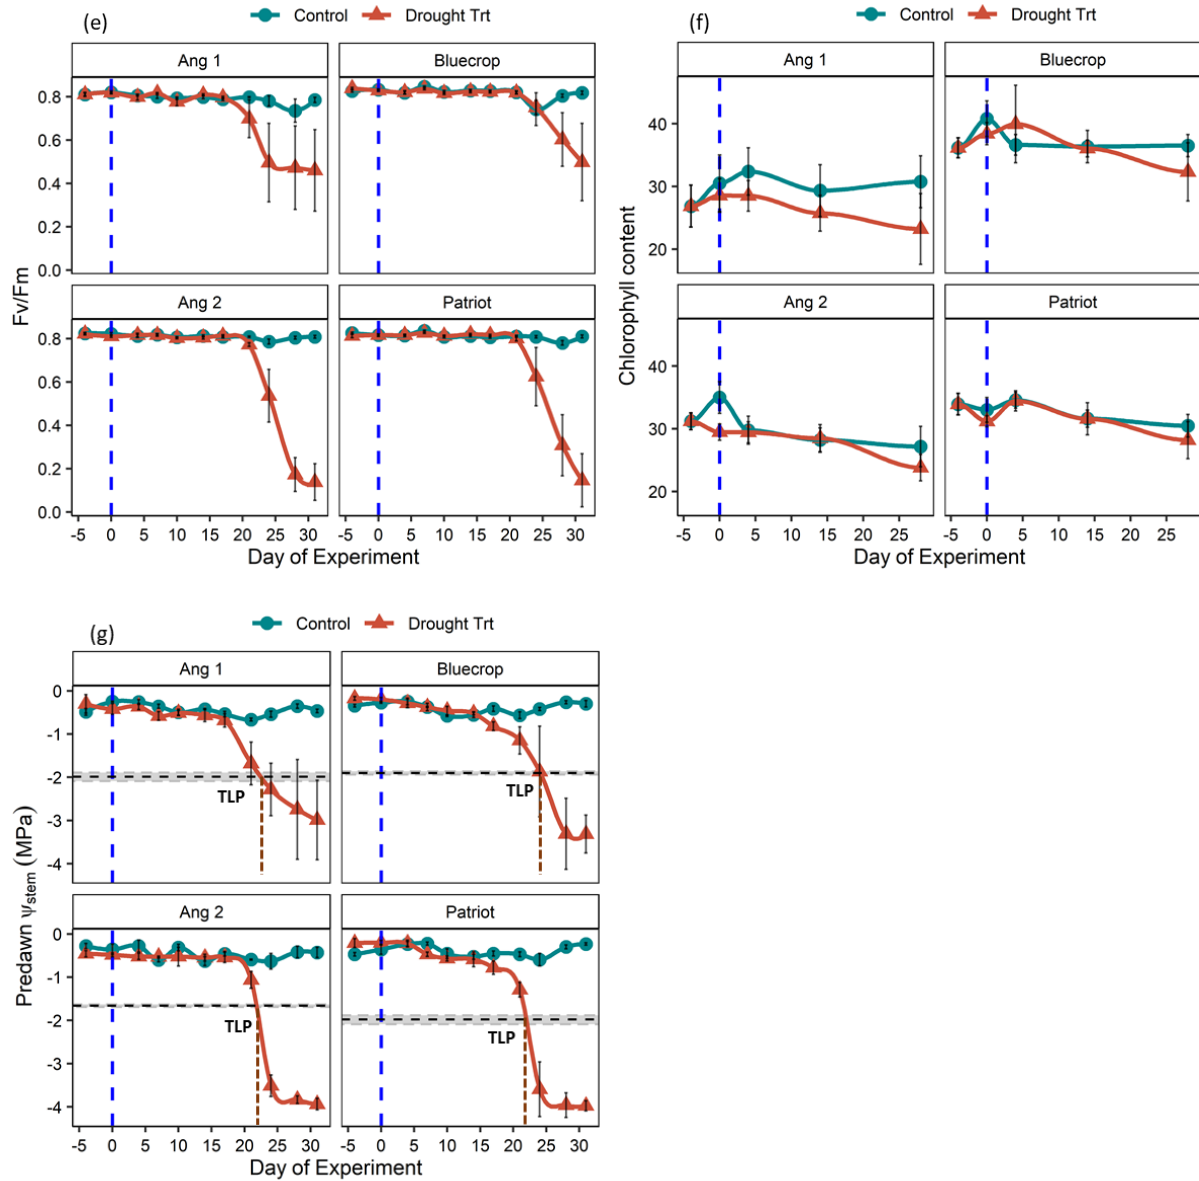 (e)
Control Drought Trt
Ang 1 Bluecrop
0.8
0.6
0.4
0.2
0.0
Fv/Fm
Ang 2 Patriot
0.8
0.6
0.4
0.2
0.0
-5 0 5 10 15 20 25 30 -5 0 5 10 15 20 25 30
Day of Experiment
(f)
Control Drought Trt
Ang 1 Bluecrop
40
30
20
Chlorophyll content
Ang 2 Patriot
40
30
20
-5 0 5 10 15 20 25 -5 0 5 10 15 20 25
Day of Experiment
(g)
Control Drought Trt
Ang 1 Bluecrop
0
-1
-2
TLP TLP
-3
-4
Predawn ψstem (MPa)
Ang 2 Patriot
0
-1
-2
TLP TLP
-3
-4
-5 0 5 10 15 20 25 30 -5 0 5 10 15 20 25 30
Day of Experiment